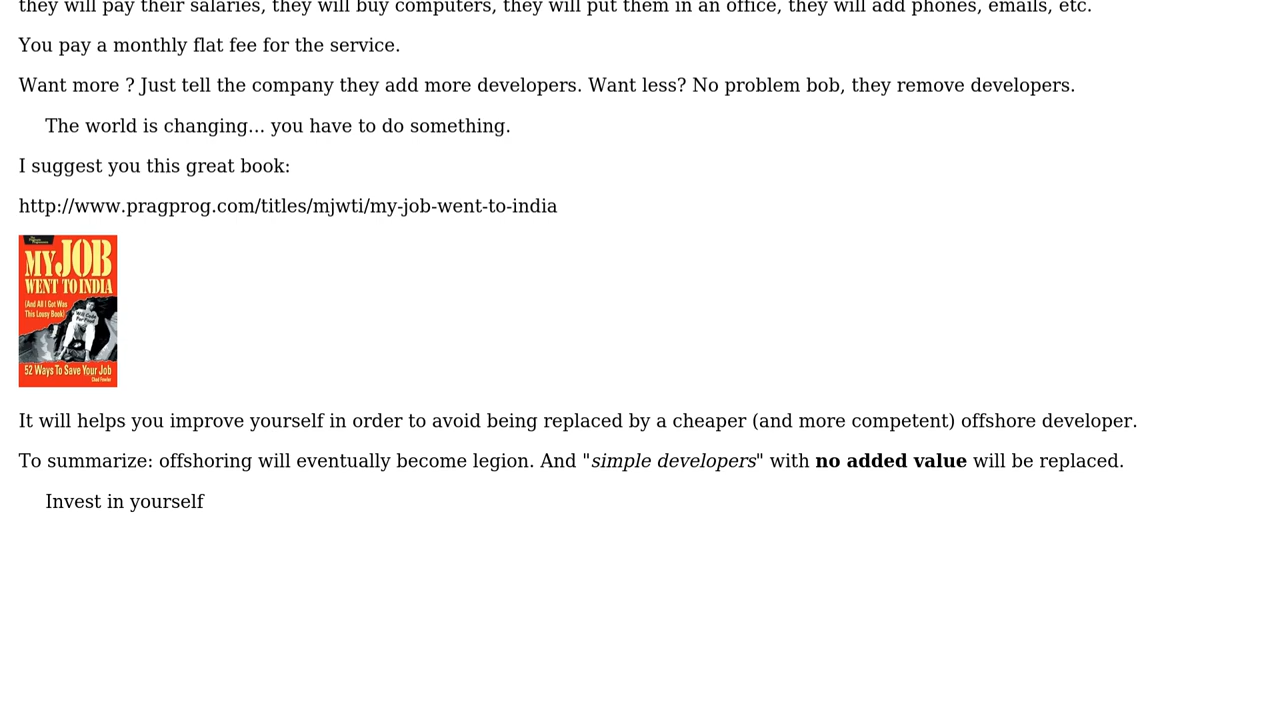 they will pay their salaries, they will buy computers, they will put them in an office, they will add phones, emails, etc.
You pay a monthly flat fee for the service.
Want more ? Just tell the company they add more developers. Want less? No problem bob, they remove developers.
The world is changing... you have to do something.
I suggest you this great book:
http://www.pragprog.com/titles/mjwti/my-job-went-to-india
MY JOB
WENT TO INDIA
(And All I Got Was
This Lousy Book)
52 Ways To Save Your Job
Chad Fowler
It will helps you improve yourself in order to avoid being replaced by a cheaper (and more competent) offshore developer.
To summarize: offshoring will eventually become legion. And "simple developers" with no added value will be replaced.
Invest in yourself